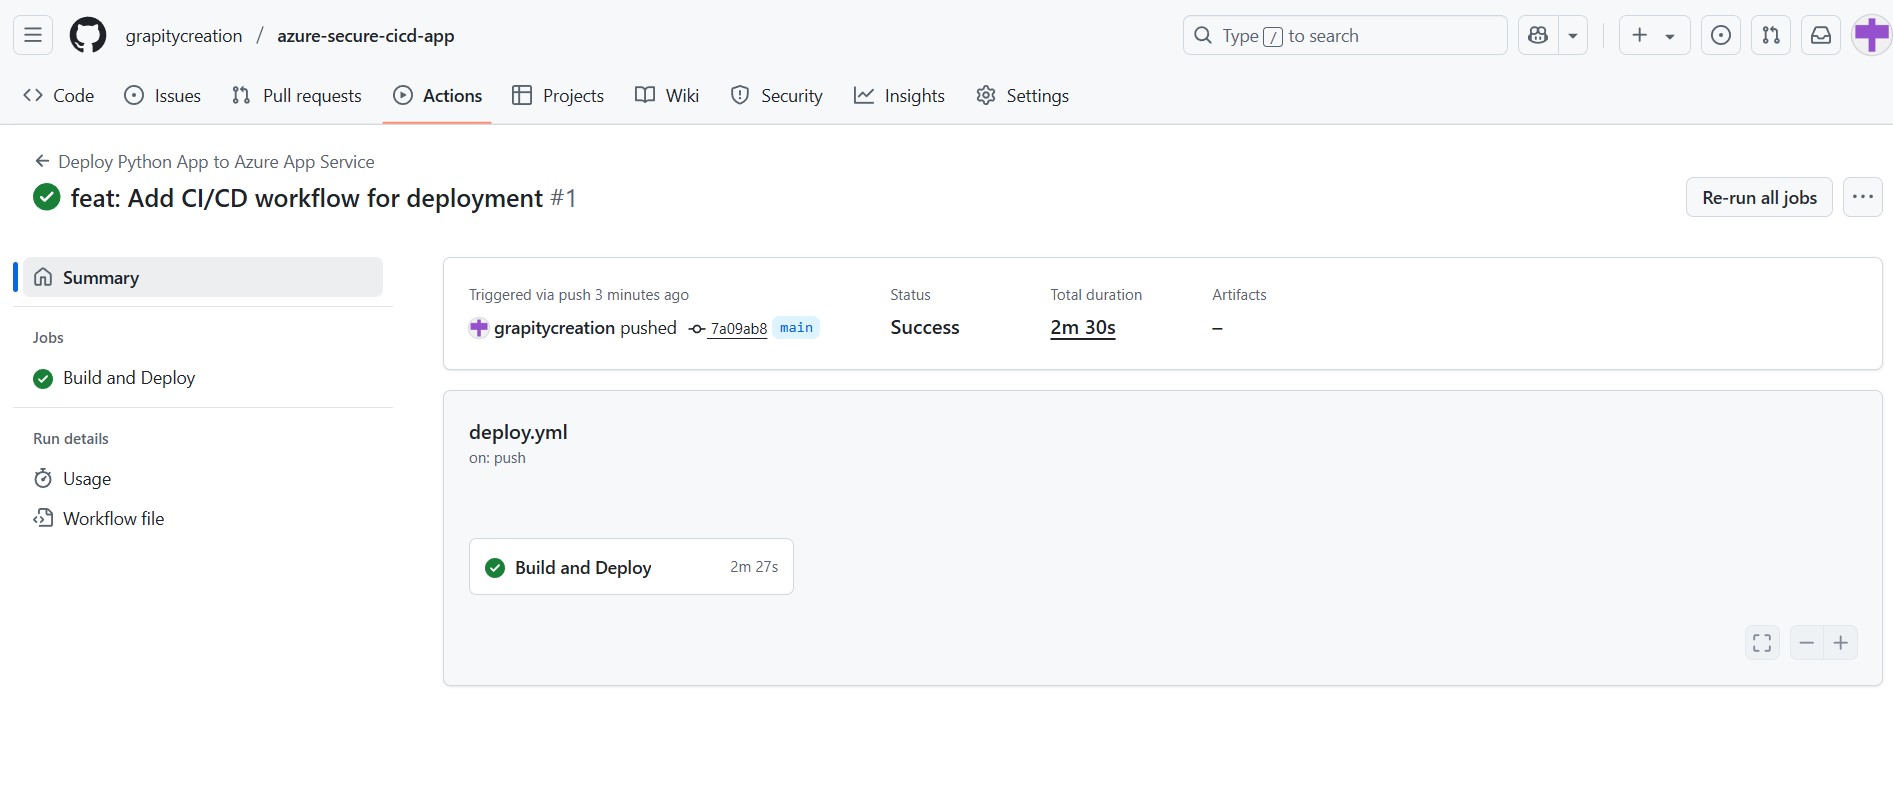 grapitycreation / azure-secure-cicd-app
Type / to search
Code Issues Pull requests Actions Projects Wiki Security Insights Settings
Deploy Python App to Azure App Service
feat: Add CI/CD workflow for deployment #1
Re-run all jobs
Summary
Jobs
Build and Deploy
Run details
Usage
Workflow file
Triggered via push 3 minutes ago
grapitycreation pushed 7a09ab8 main
Status
Success
Total duration
2m 30s
Artifacts
–
deploy.yml
on: push
Build and Deploy 2m 27s